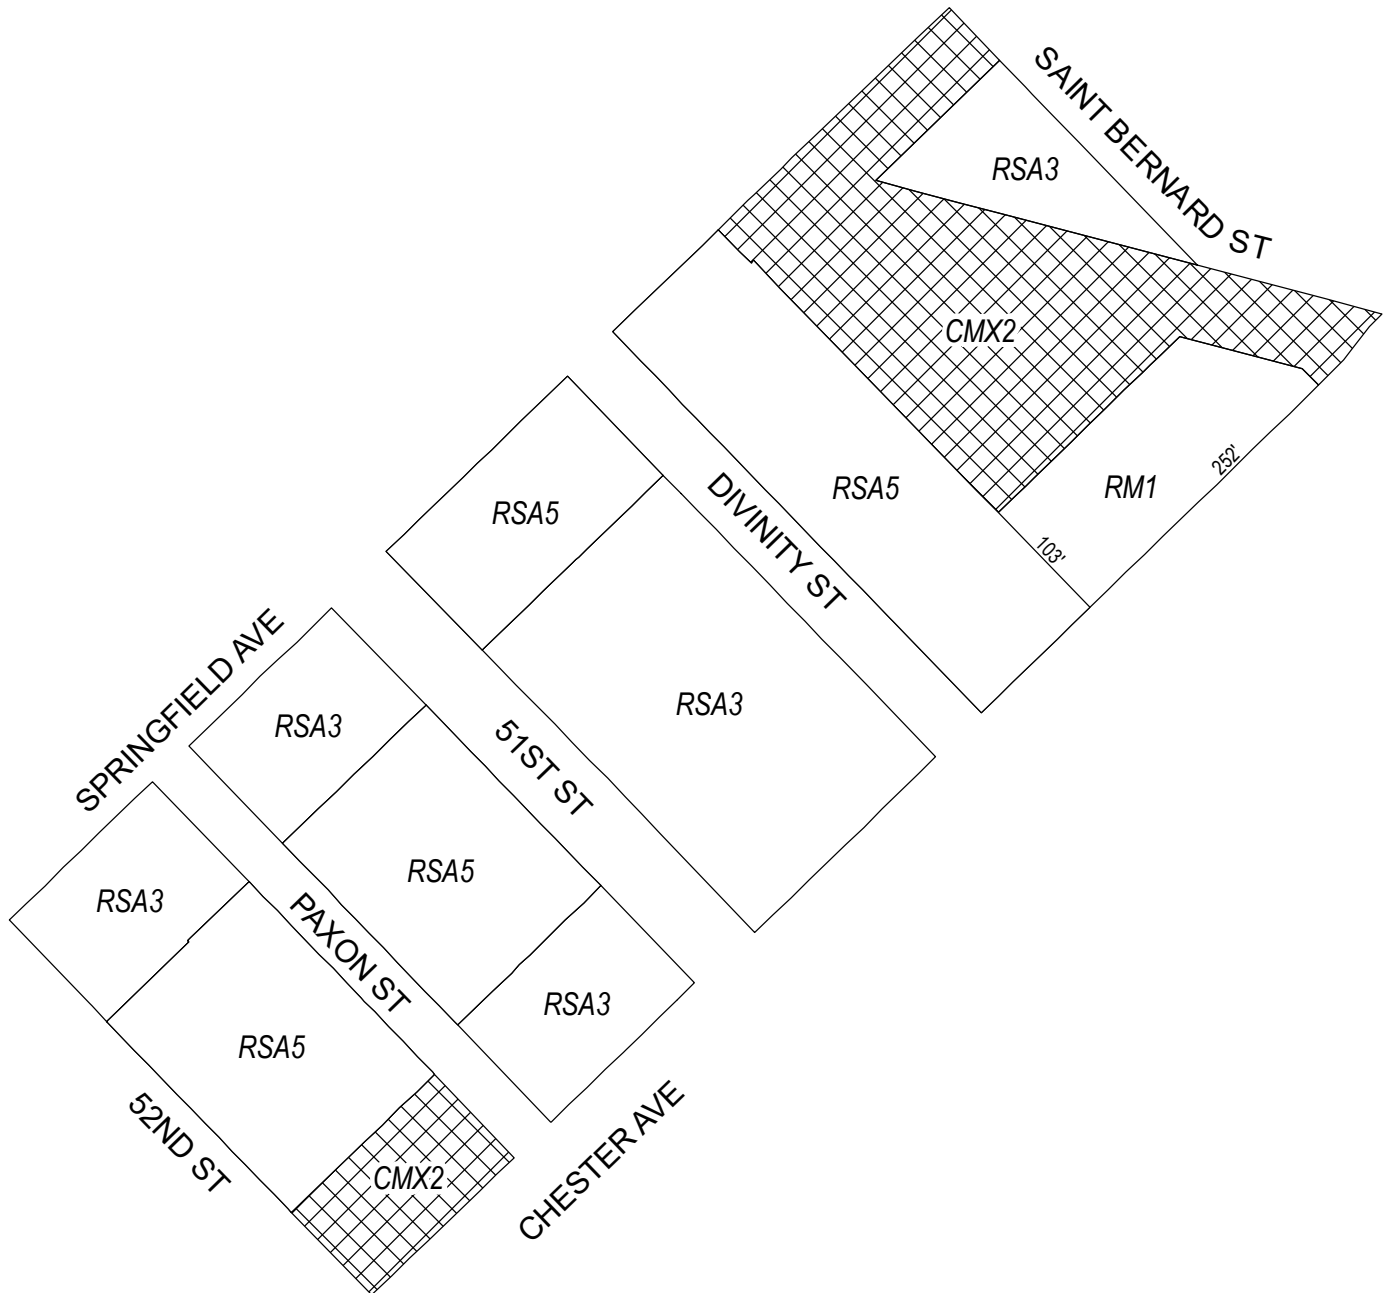 SAINT BERNARD ST
RSA3
CMX2
RSA5
RM1
252'
103'
DIVINITY ST
RSA5
RSA3
SPRINGFIELD AVE
51ST ST
RSA3
RSA5
RSA3
PAXON ST
RSA3
RSA5
CMX2
52ND ST
CHESTER AVE